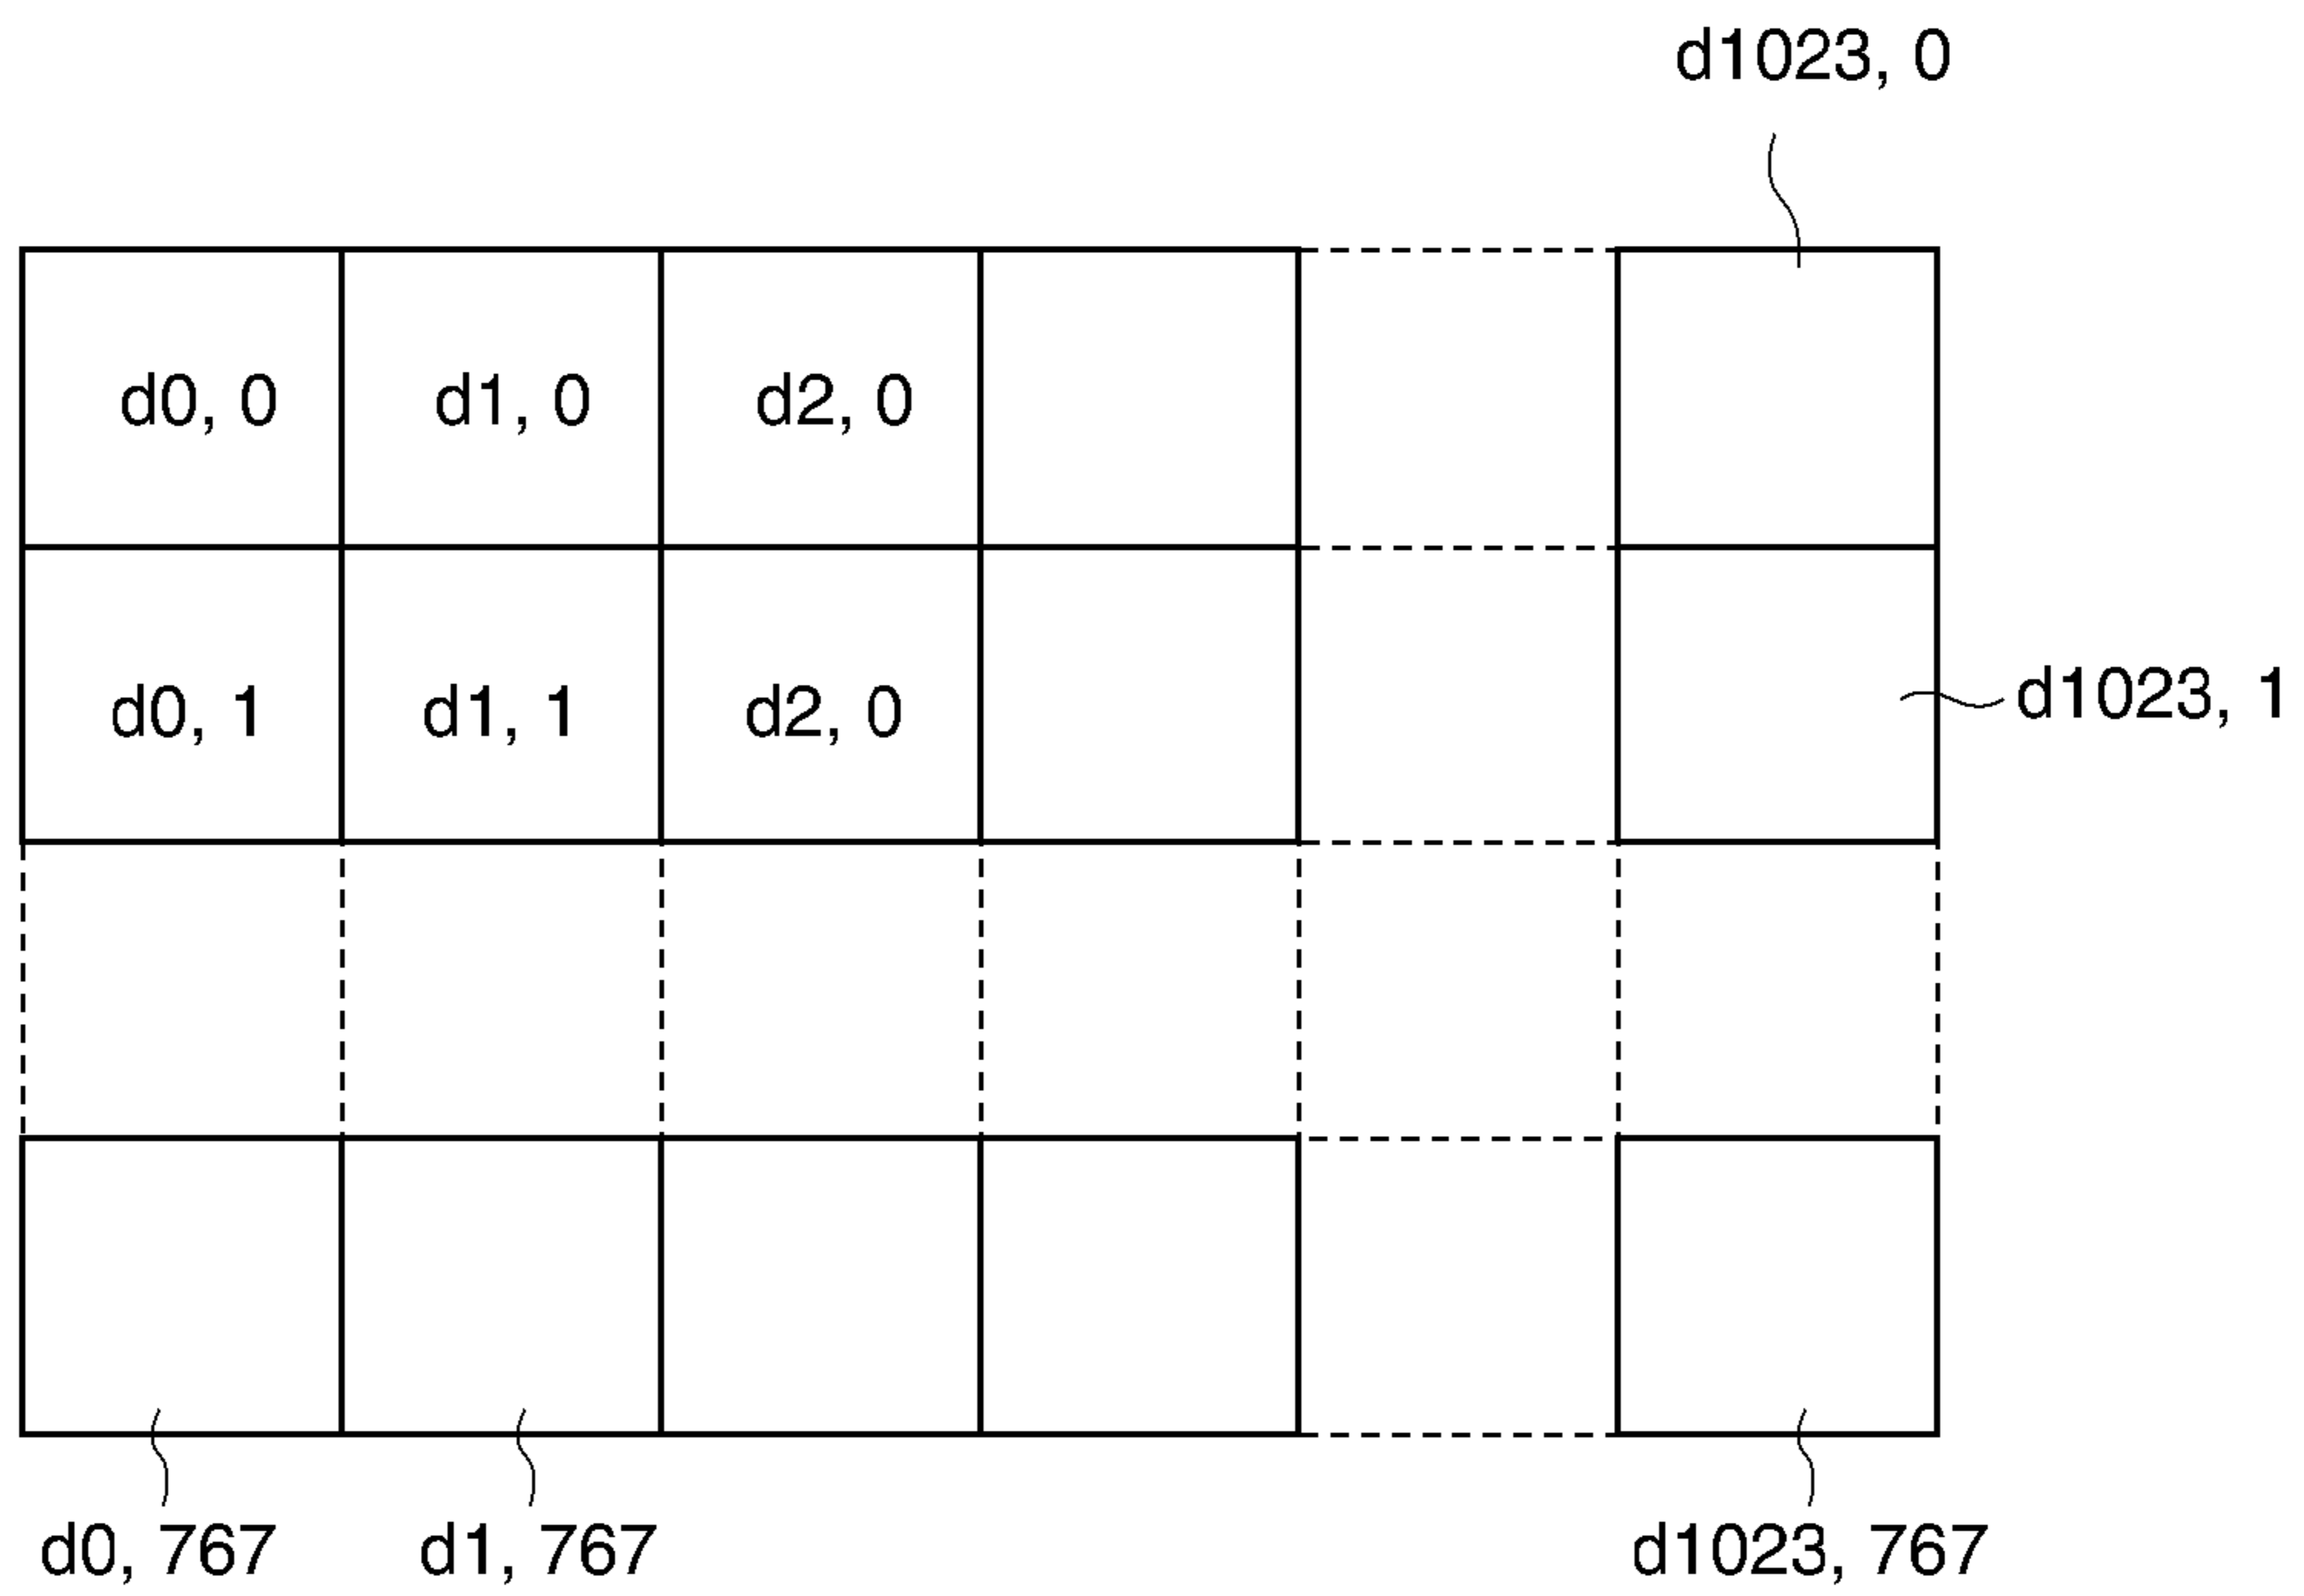 d1023, 0
d0, 0 d1, 0 d2, 0
d0, 1 d1, 1 d2, 0 d1023, 1
d0, 767 d1, 767 d1023, 767